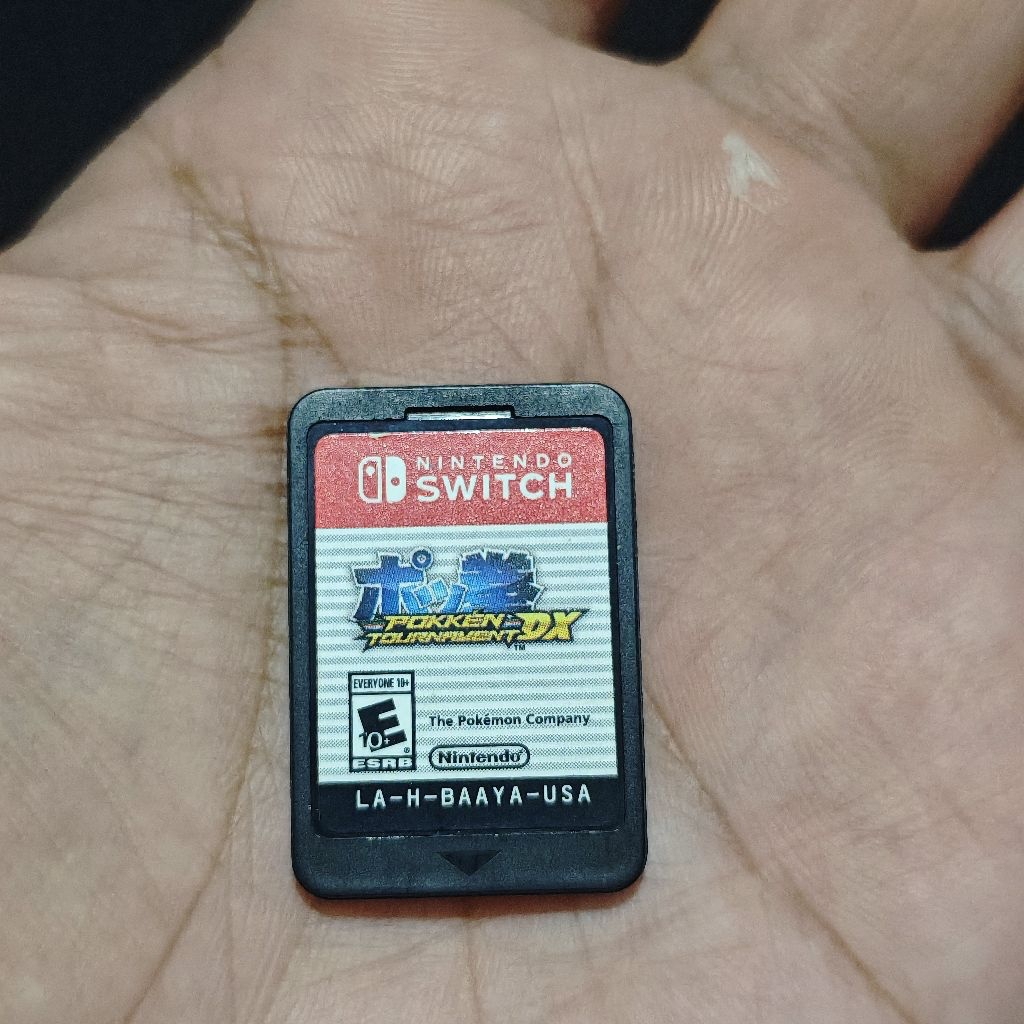 NINTENDO
SWITCH
ポッ拳
POKKÉN
TOURNAMENT DX
TM
EVERYONE 10+
E
10+
®
ESRB
The Pokémon Company
Nintendo®
LA-H-BAAYA-USA